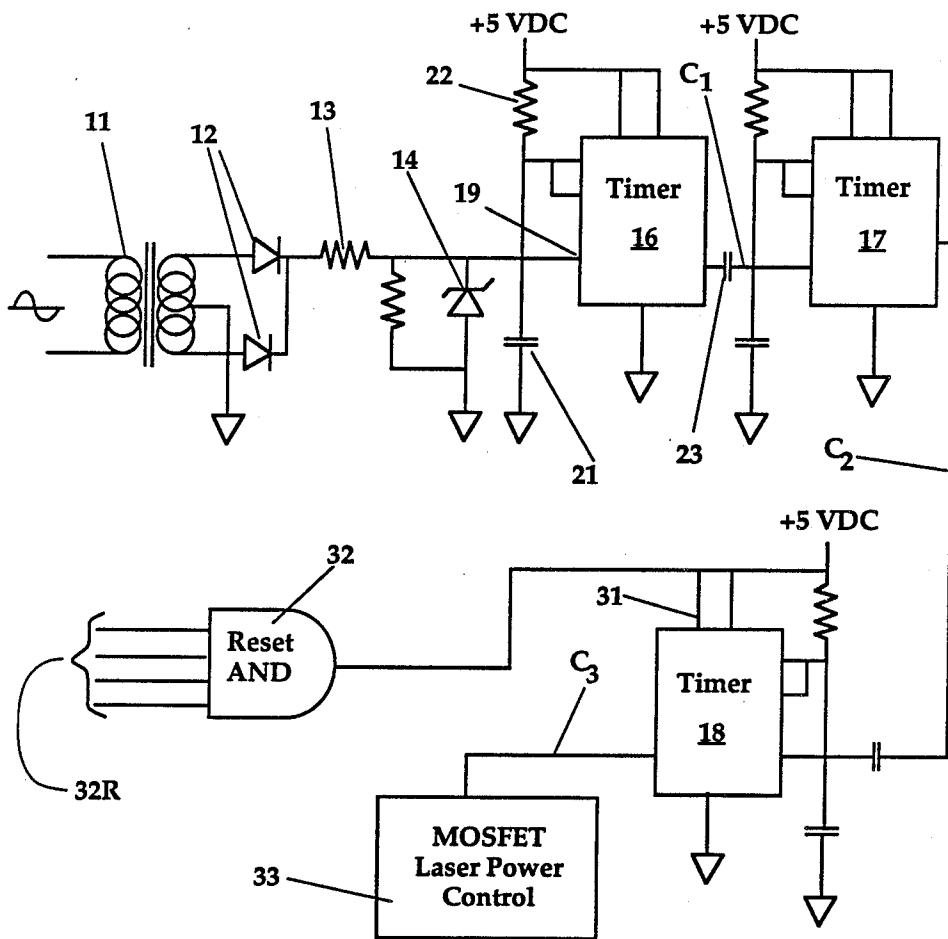 +5 VDC
+5 VDC
22
C1
11
12
13
14
19
Timer
16
Timer
17
21
23
C2
+5 VDC
32
31
Reset
AND
C3
Timer
18
32R
MOSFET
Laser Power
Control
33